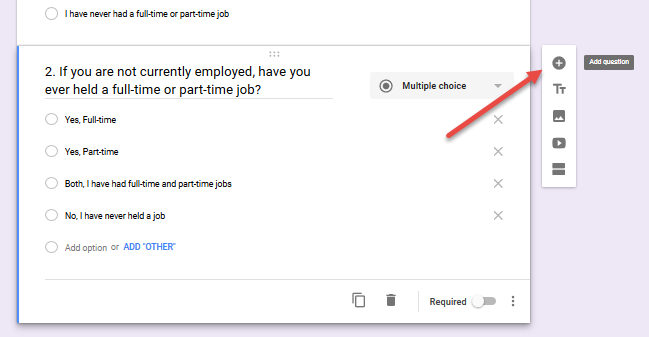 I have never had a full-time or part-time job
2. If you are not currently employed, have you
ever held a full-time or part-time job?
Multiple choice
Add question
Tт
Yes, Full-time
Yes, Part-time
Both, I have had full-time and part-time jobs
No, I have never held a job
Add option or ADD "OTHER"
Required